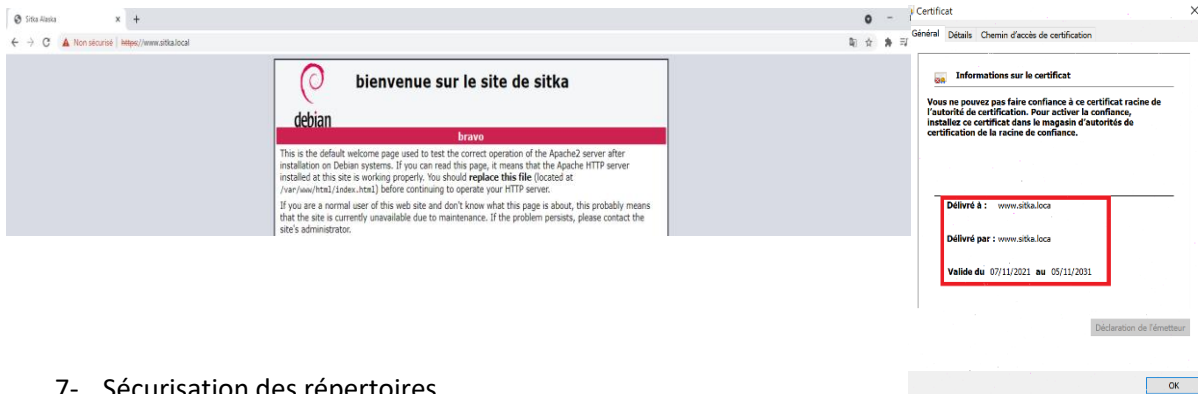 Sitka Alaska
Non sécurisé https://www.sitka.local
bienvenue sur le site de sitka
debian
bravo
This is the default welcome page used to test the correct operation of the Apache2 server after
installation on Debian systems. If you can read this page, it means that the Apache HTTP server
installed at this site is working properly. You should replace this file (located at
/var/www/html/index.html) before continuing to operate your HTTP server.
If you are a normal user of this web site and don't know what this page is about, this probably means
that the site is currently unavailable due to maintenance. If the problem persists, please contact the
site's administrator.
Certificat
Général Détails Chemin d'accès de certification
Informations sur le certificat
Vous ne pouvez pas faire confiance à ce certificat racine de
l'autorité de certification. Pour activer la confiance,
installez ce certificat dans le magasin d'autorités de
certification de la racine de confiance.
Délivré à : www.sitka.loca
Délivré par : www.sitka.loca
Valide du 07/11/2021 au 05/11/2031
Déclaration de l'émetteur
OK
7- Sécurisation des répertoires